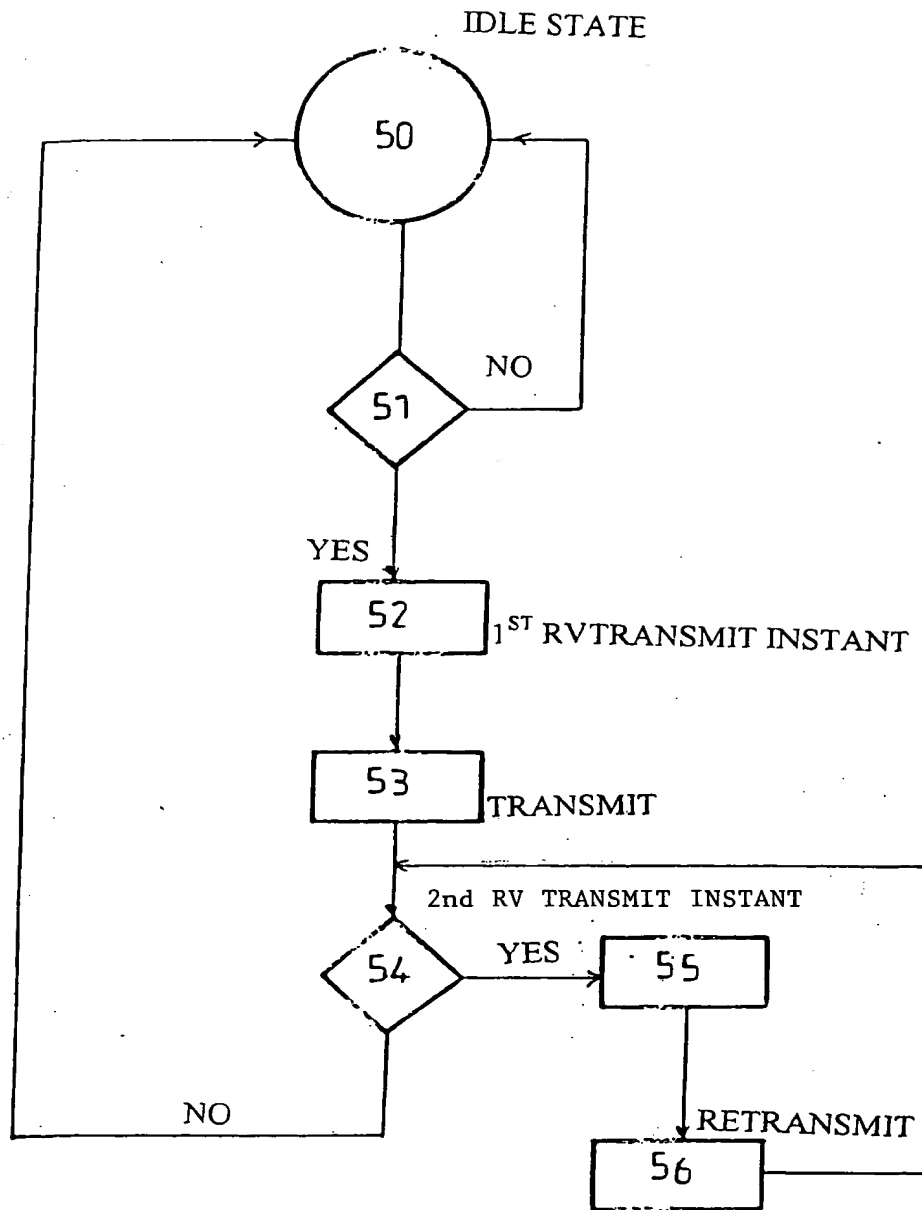 IDLE STATE
50
NO
51
YES
52
1ST RVTRANSMIT INSTANT
53
TRANSMIT
2nd RV TRANSMIT INSTANT
54
YES
55
NO
RETRANSMIT
56